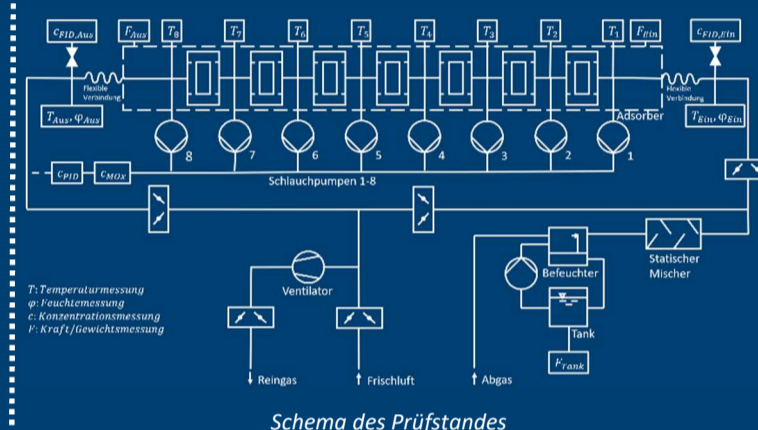 c_FID,Aus
F_Aus
T_8
T_7
T_6
T_5
T_4
T_3
T_2
T_1
F_Ein
c_FID,Ein
Flexible
Verbindung
Flexible
Verbindung
T_Aus, φ_Aus
T_Ein, φ_Ein
Adsorber
8
7
6
5
4
3
2
1
c_PID
c_MOx
Schlauchpumpen 1-8
Statischer
Mischer
Befeuchter
Ventilator
T: Temperaturmessung
φ: Feuchtemessung
c: Konzentrationsmessung
F: Kraft/Gewichtsmessung
Tank
F_Tank
↓ Reingas
↑ Frischluft
↑ Abgas
Schema des Prüfstandes